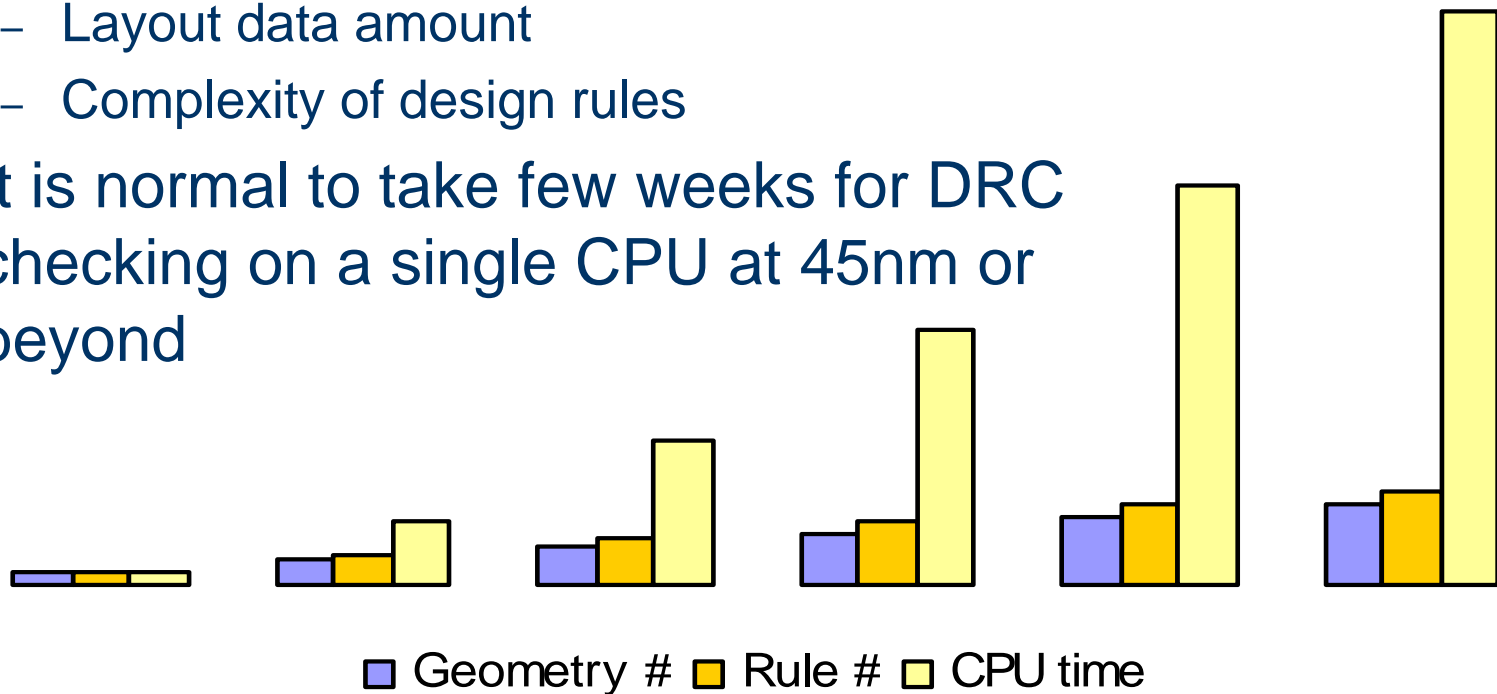 – Layout data amount
– Complexity of design rules
t is normal to take few weeks for DRC
checking on a single CPU at 45nm or
beyond
Geometry # Rule # CPU time